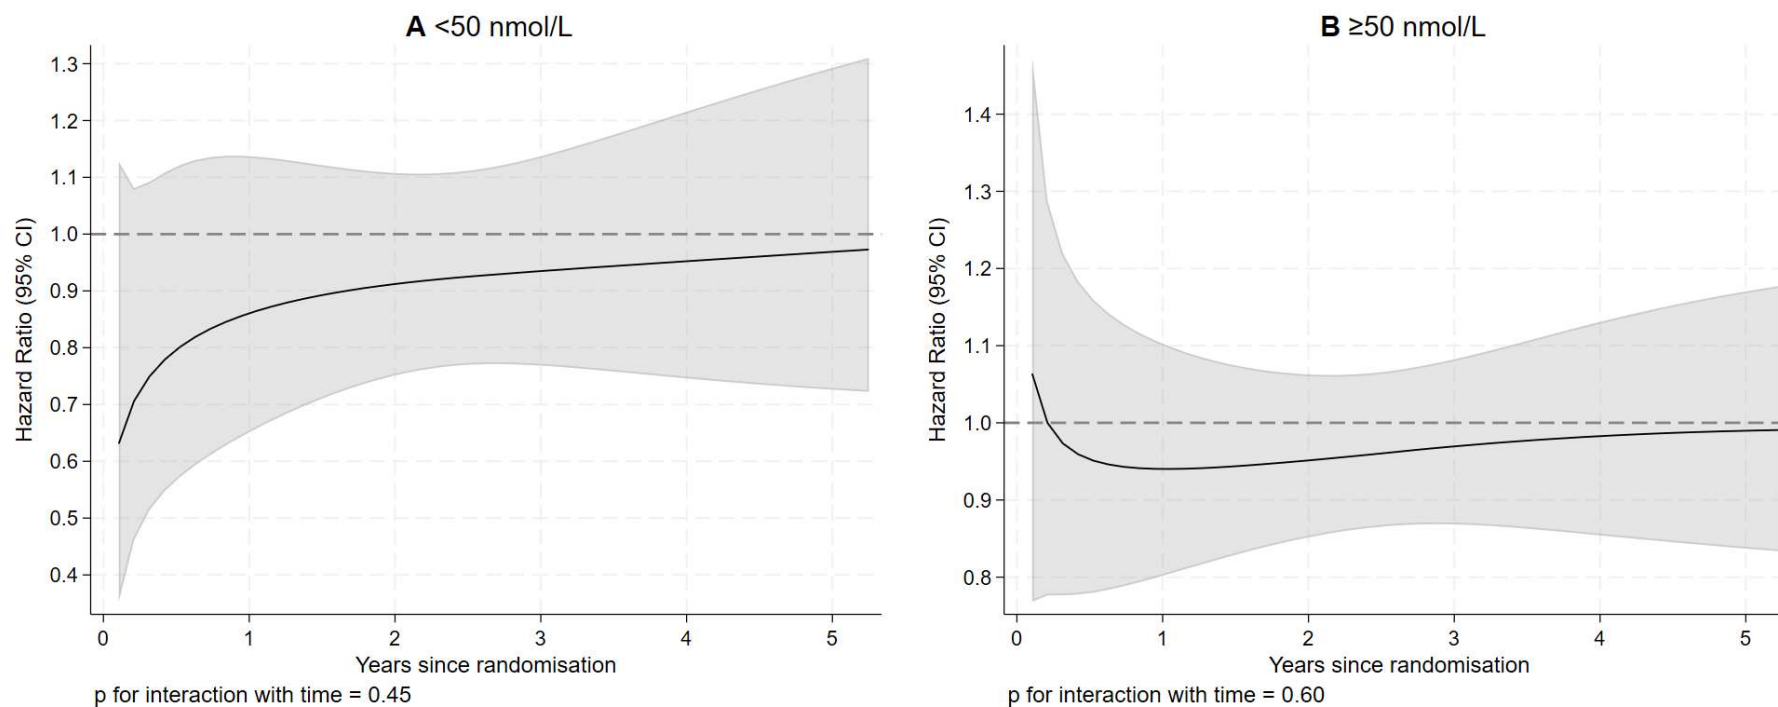 A <50 nmol/L
Hazard Ratio (95% CI)
1.3
1.2
1.1
1.0
0.9
0.8
0.7
0.6
0.5
0.4
0 1 2 3 4 5
Years since randomisation
p for interaction with time = 0.45
B ≥50 nmol/L
Hazard Ratio (95% CI)
1.4
1.3
1.2
1.1
1.0
0.9
0.8
0 1 2 3 4 5
Years since randomisation
p for interaction with time = 0.60